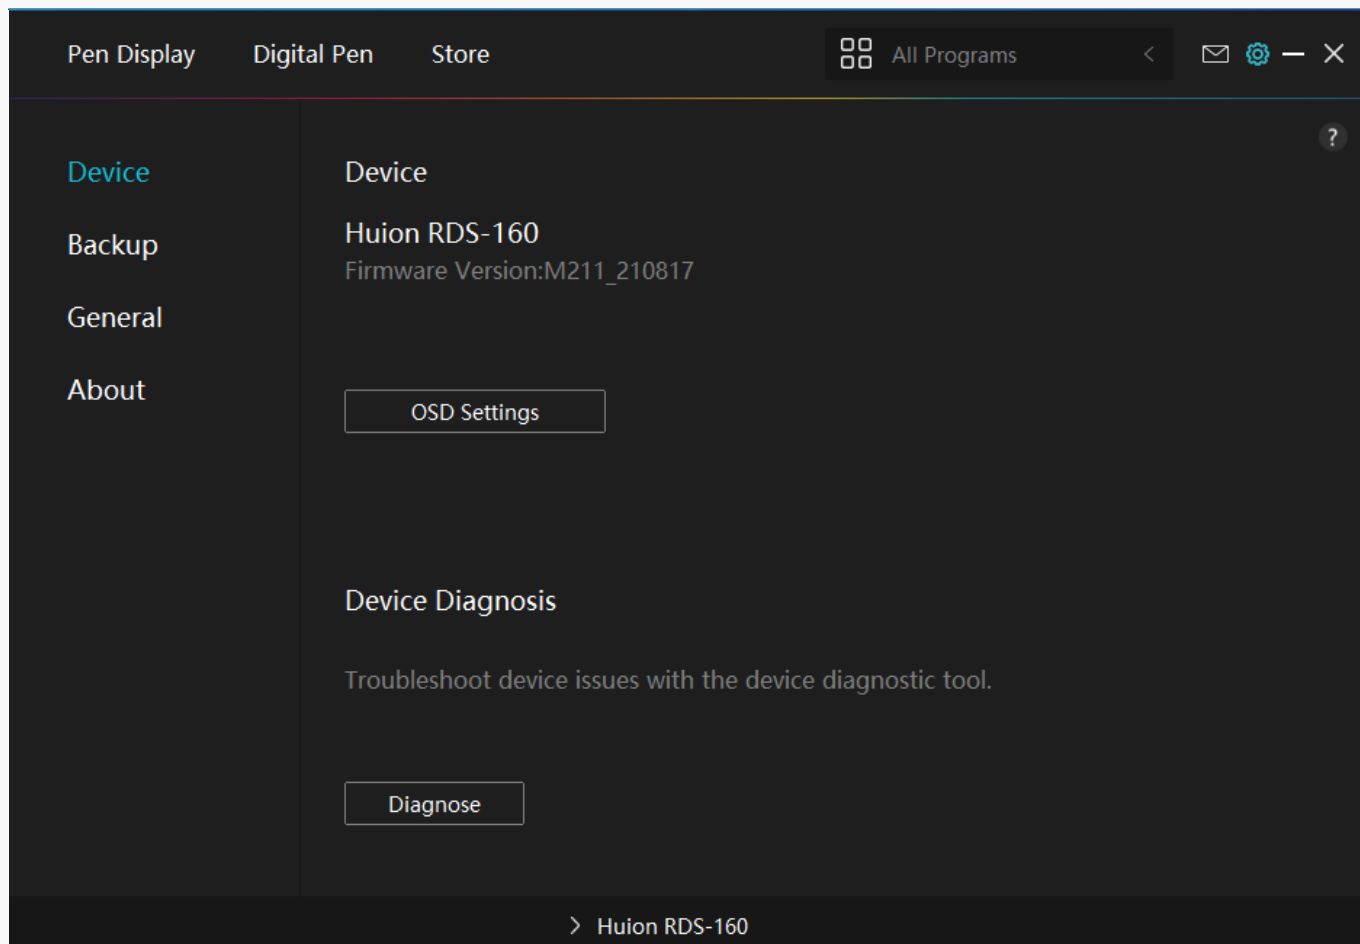 Pen Display Digital Pen Store All Programs
?
Device
Backup
General
About
Device
Huion RDS-160
Firmware Version:M211_210817
OSD Settings
Device Diagnosis
Troubleshoot device issues with the device diagnostic tool.
Diagnose
Huion RDS-160